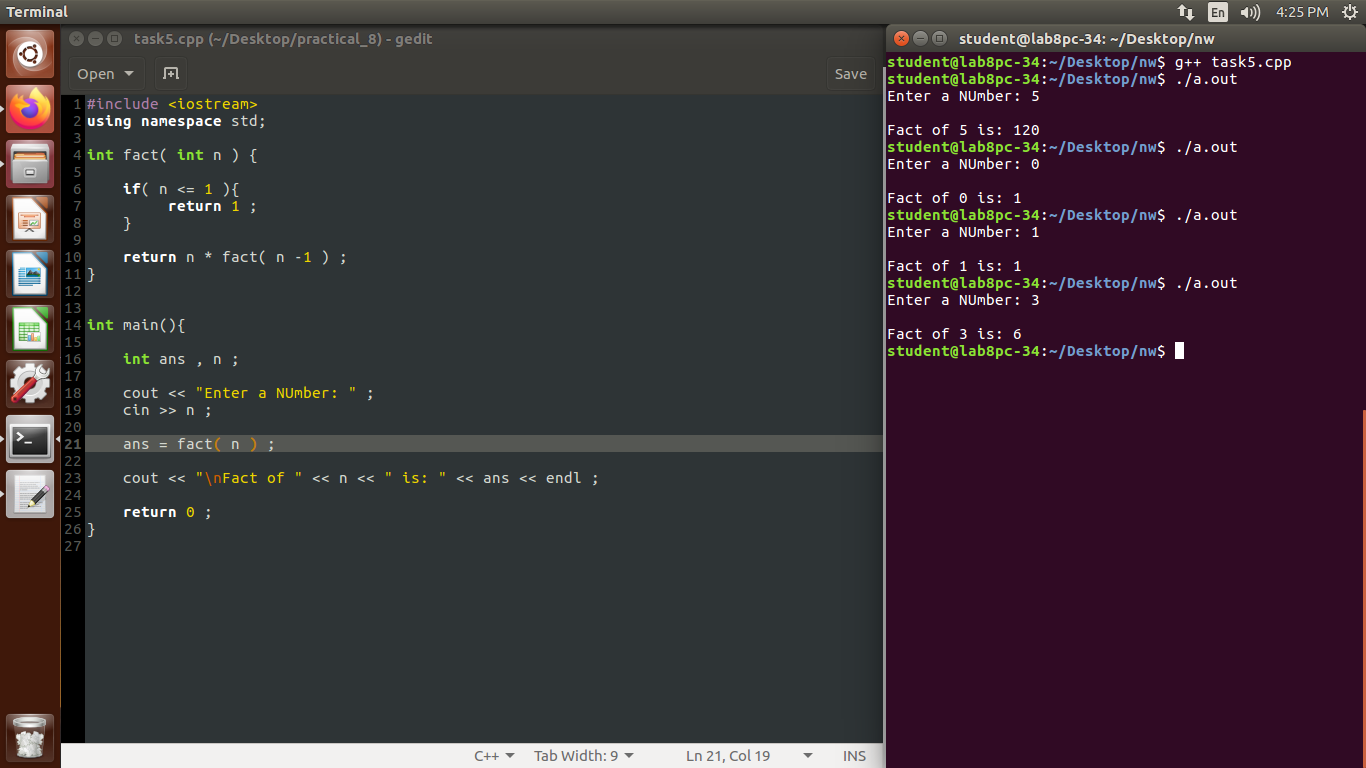 Terminal
En
4:25 PM
task5.cpp (~/Desktop/practical_8) - gedit
Open
Save
1 #include <iostream>
2 using namespace std;
3
4 int fact( int n ) {
5
6     if( n <= 1 ){
7          return 1 ;
8     }
9
10     return n * fact( n -1 ) ;
11 }
12
13
14 int main(){
15
16     int ans , n ;
17
18     cout << "Enter a NUmber: " ;
19     cin >> n ;
20
21     ans = fact( n ) ;
22
23     cout << "\nFact of " << n << " is: " << ans << endl ;
24
25     return 0 ;
26 }
27
C++
Tab Width: 9
Ln 21, Col 19
INS
student@lab8pc-34: ~/Desktop/nw
student@lab8pc-34:~/Desktop/nw$ g++ task5.cpp
student@lab8pc-34:~/Desktop/nw$ ./a.out
Enter a NUmber: 5
Fact of 5 is: 120
student@lab8pc-34:~/Desktop/nw$ ./a.out
Enter a NUmber: 0
Fact of 0 is: 1
student@lab8pc-34:~/Desktop/nw$ ./a.out
Enter a NUmber: 1
Fact of 1 is: 1
student@lab8pc-34:~/Desktop/nw$ ./a.out
Enter a NUmber: 3
Fact of 3 is: 6
student@lab8pc-34:~/Desktop/nw$